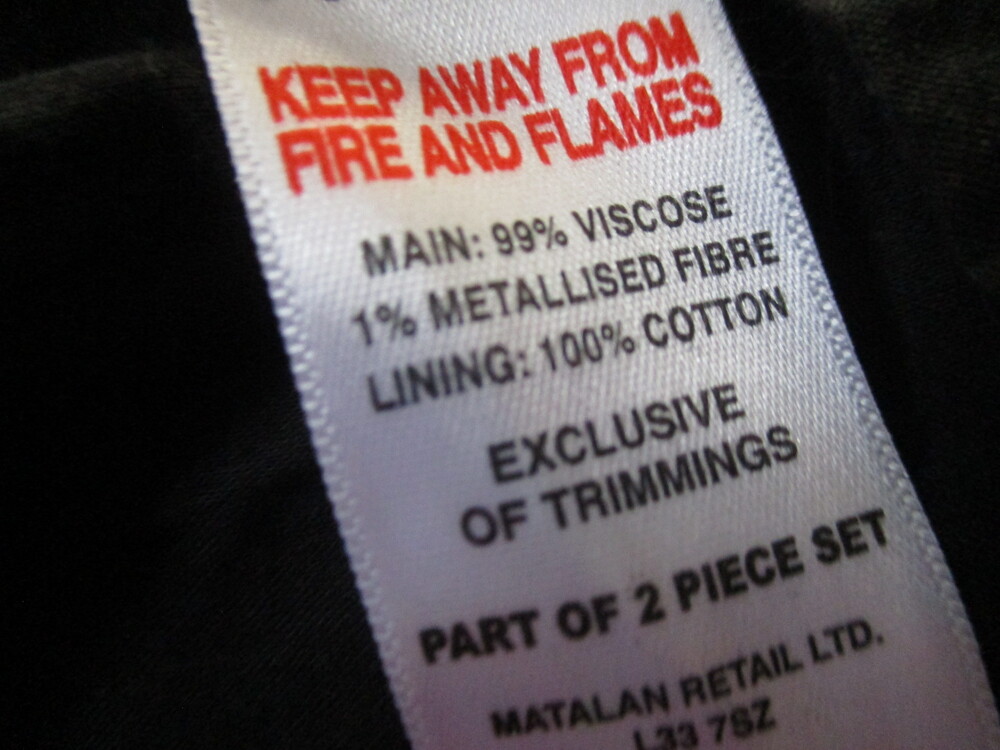 KEEP AWAY FROM
FIRE AND FLAMES
MAIN: 99% VISCOSE
1% METALLISED FIBRE
LINING: 100% COTTON
EXCLUSIVE
OF TRIMMINGS
PART OF 2 PIECE SET
MATALAN RETAIL LTD.
L33 7SZ